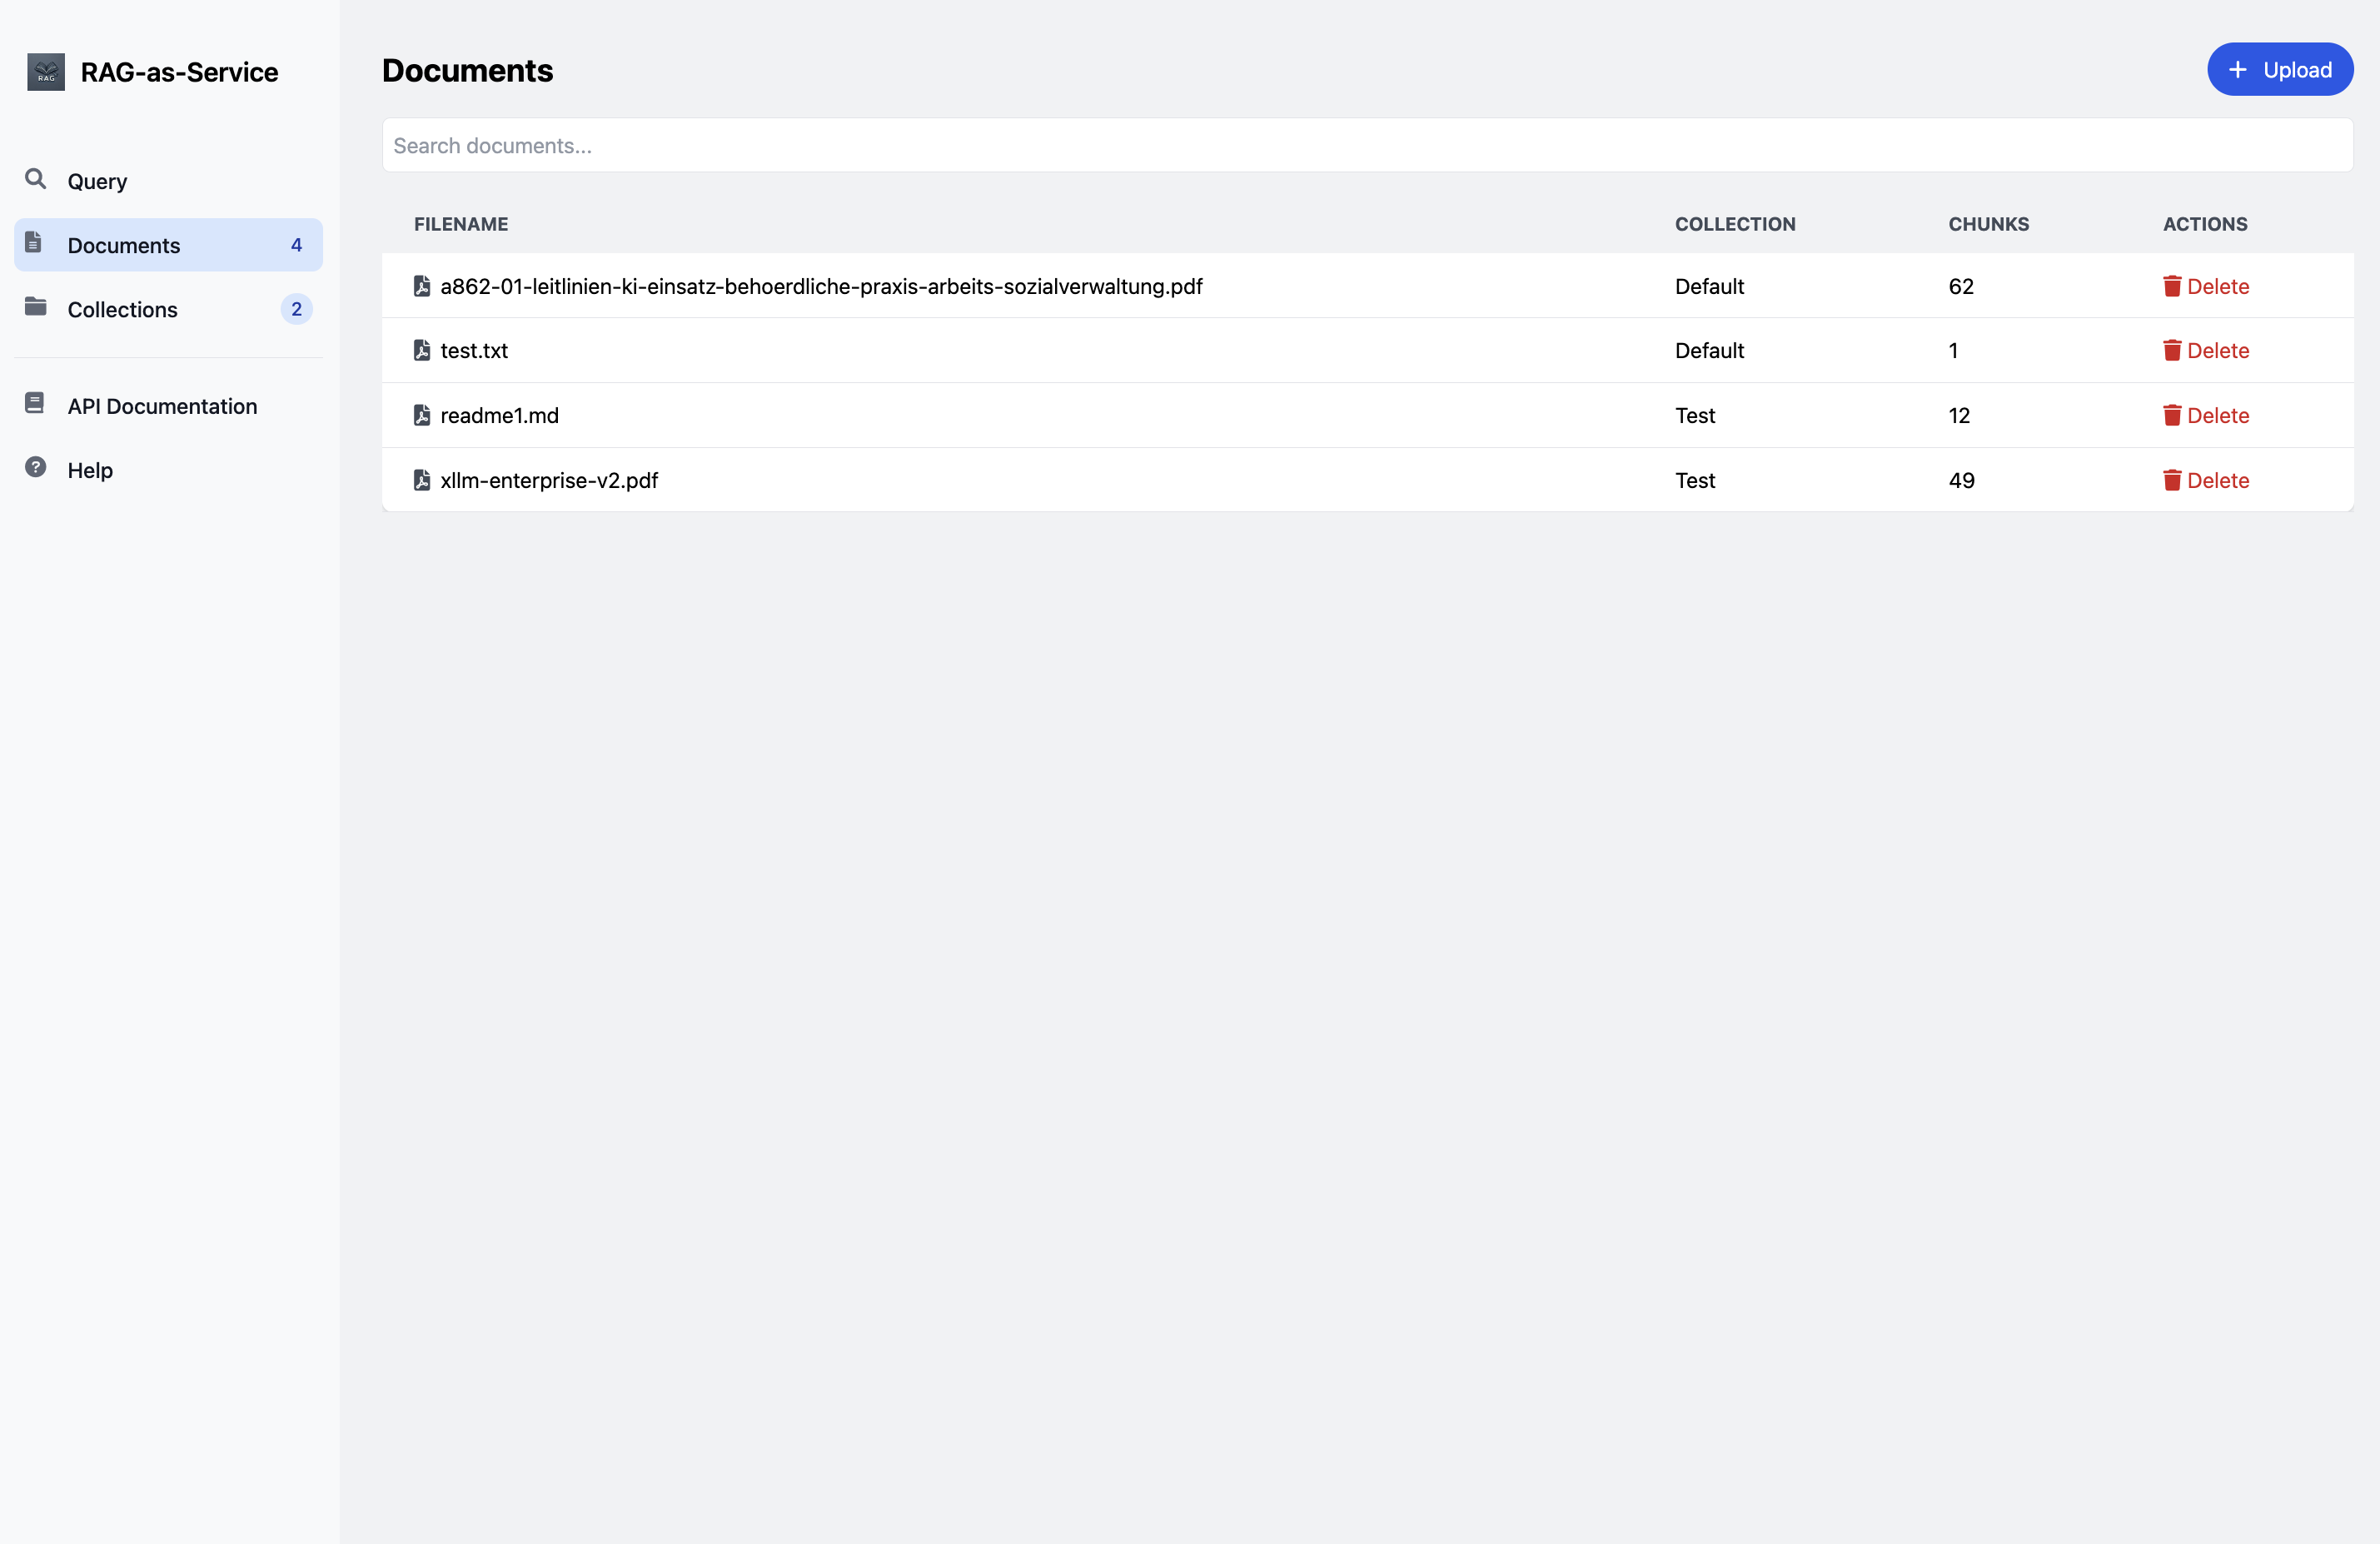 RAG
RAG-as-Service
Query
Documents 4
Collections 2
API Documentation
Help
Documents
Upload
Search documents...
FILENAME COLLECTION CHUNKS ACTIONS
a862-01-leitlinien-ki-einsatz-behoerdliche-praxis-arbeits-sozialverwaltung.pdf Default 62 Delete
test.txt Default 1 Delete
readme1.md Test 12 Delete
xllm-enterprise-v2.pdf Test 49 Delete